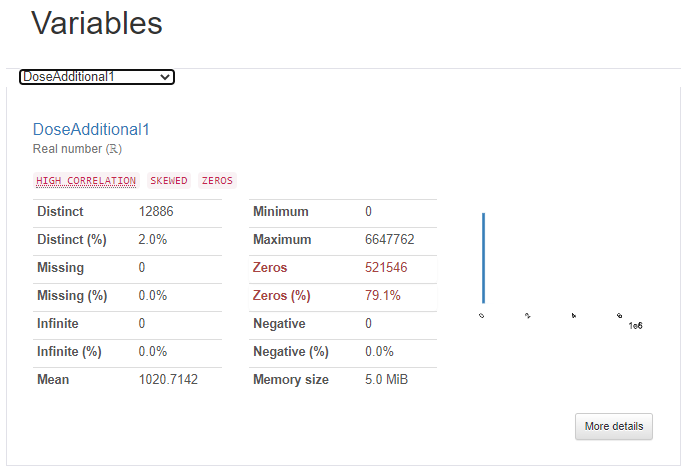 Variables
DoseAdditional1
DoseAdditional1
Real number (ℝ)
HIGH CORRELATION SKEWED ZEROS
Distinct 12886
Distinct (%) 2.0%
Missing 0
Missing (%) 0.0%
Infinite 0
Infinite (%) 0.0%
Mean 1020.7142
Minimum 0
Maximum 6647762
Zeros 521546
Zeros (%) 79.1%
Negative 0
Negative (%) 0.0%
Memory size 5.0 MiB
0 2 4 6
1e6
More details